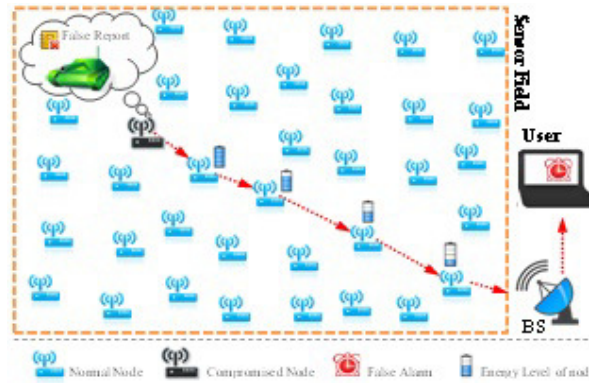 False Report
Sensor Field
User
BS
Normal Node
Compromised Node
False Alarm
Energy Level of nod